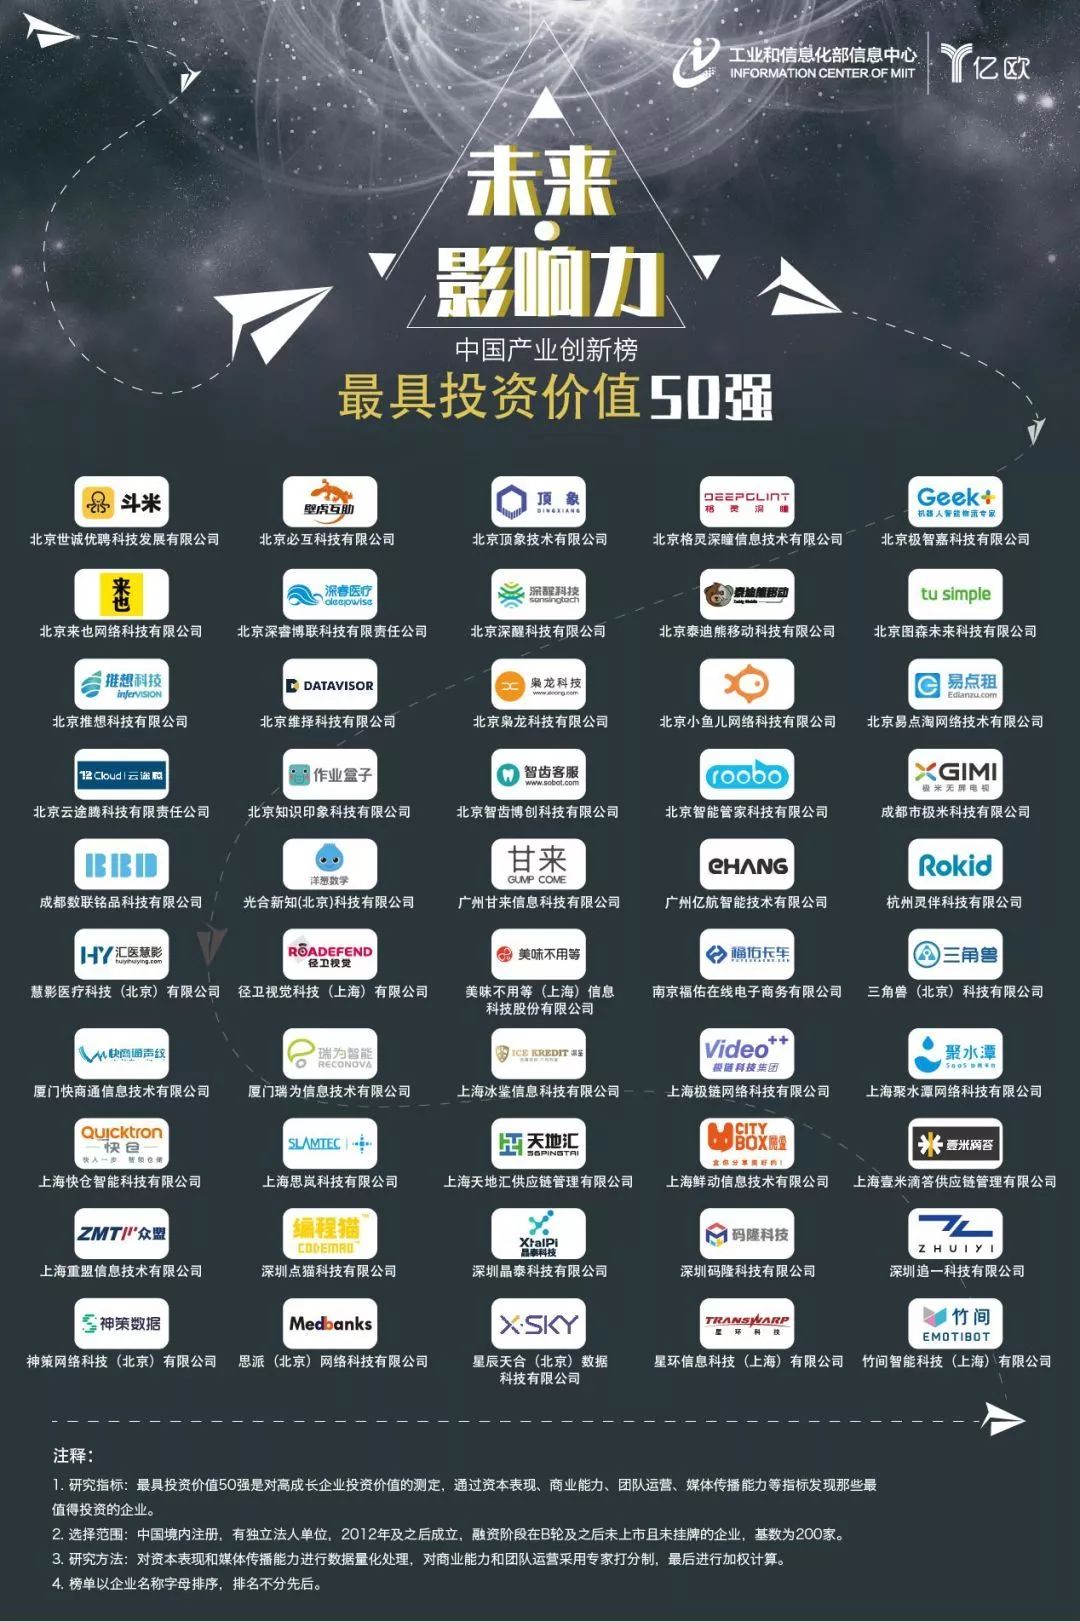 工业和信息化部信息中心
INFORMATION CENTER OF MIIT
亿欧
未来
影响力
中国产业创新榜
最具投资价值50强
斗米
壁虎互助
顶象
DINGXIANG
DEEPGLINT
格灵深瞳
Geek+
机器人智能物流专家
北京世诚优聘科技发展有限公司
北京必互科技有限公司
北京顶象技术有限公司
北京格灵深瞳信息技术有限公司
北京极智嘉科技有限公司
来也
深睿医疗
deepwise
深醒科技
sensingtech
泰迪熊移动
Teddy Mobile
tu simple
北京来也网络科技有限公司
北京深睿博联科技有限责任公司
北京深醒科技有限公司
北京泰迪熊移动科技有限公司
北京图森未来科技有限公司
推想科技
inferVISION
DATAVISOR
枭龙科技
www.xloong.com
易点租
Edianzu.com
北京推想科技有限公司
北京维择科技有限公司
北京枭龙科技有限公司
北京小鱼儿网络科技有限公司
北京易点淘网络技术有限公司
T2Cloud|云途腾
作业盒子
智齿客服
www.sobot.com
roobo
XGIMI
极米无屏电视
北京云途腾科技有限责任公司
北京知识印象科技有限公司
北京智齿博创科技有限公司
北京智能管家科技有限公司
成都市极米科技有限公司
BBD
洋葱数学
甘来
GUMP COME
EHANG
Rokid
成都数联铭品科技有限公司
光合新知(北京)科技有限公司
广州甘来信息科技有限公司
广州亿航智能技术有限公司
杭州灵伴科技有限公司
HY 汇医慧影
huiyihuiying.com
ROADEFEND
径卫视觉
美味不用等
福佑卡车
三角兽
慧影医疗科技（北京）有限公司
径卫视觉科技（上海）有限公司
美味不用等（上海）信息
科技股份有限公司
南京福佑在线电子商务有限公司
三角兽（北京）科技有限公司
快商通声纹
瑞为智能
RECONOVA
ICE KREDIT 冰鉴
Video++
极链科技集团
聚水潭
SaaS ERP
厦门快商通信息技术有限公司
厦门瑞为信息技术有限公司
上海冰鉴信息科技有限公司
上海极链网络科技有限公司
上海聚水潭网络科技有限公司
Quicktron
快仓
快人一步 智领仓储
SLAMTEC
天地汇
56PINGTAI
CITY
BOX魔盒
盒你分享最好的!
壹米滴答
上海快仓智能科技有限公司
上海思岚科技有限公司
上海天地汇供应链管理有限公司
上海鲜动信息技术有限公司
上海壹米滴答供应链管理有限公司
ZMT 众盟
编程猫
CODEMAO
XtalPi
晶泰科技
码隆科技
ZHUIYI
上海重盟信息技术有限公司
深圳点猫科技有限公司
深圳晶泰科技有限公司
深圳码隆科技有限公司
深圳追一科技有限公司
神策数据
Medbanks
X·SKY
TRANSWARP
星环科技
竹间
EMOTIBOT
神策网络科技（北京）有限公司
思派（北京）网络科技有限公司
星辰天合（北京）数据
科技有限公司
星环信息科技（上海）有限公司
竹间智能科技（上海）有限公司
注释：
1. 研究指标：最具投资价值50强是对高成长企业投资价值的测定，通过资本表现、商业能力、团队运营、媒体传播能力等指标发现那些最
值得投资的企业。
2. 选择范围：中国境内注册，有独立法人单位，2012年及之后成立，融资阶段在B轮及之后未上市且未挂牌的企业，基数为200家。
3. 研究方法：对资本表现和媒体传播能力进行数据量化处理，对商业能力和团队运营采用专家打分制，最后进行加权计算。
4. 榜单以企业名称字母排序，排名不分先后。